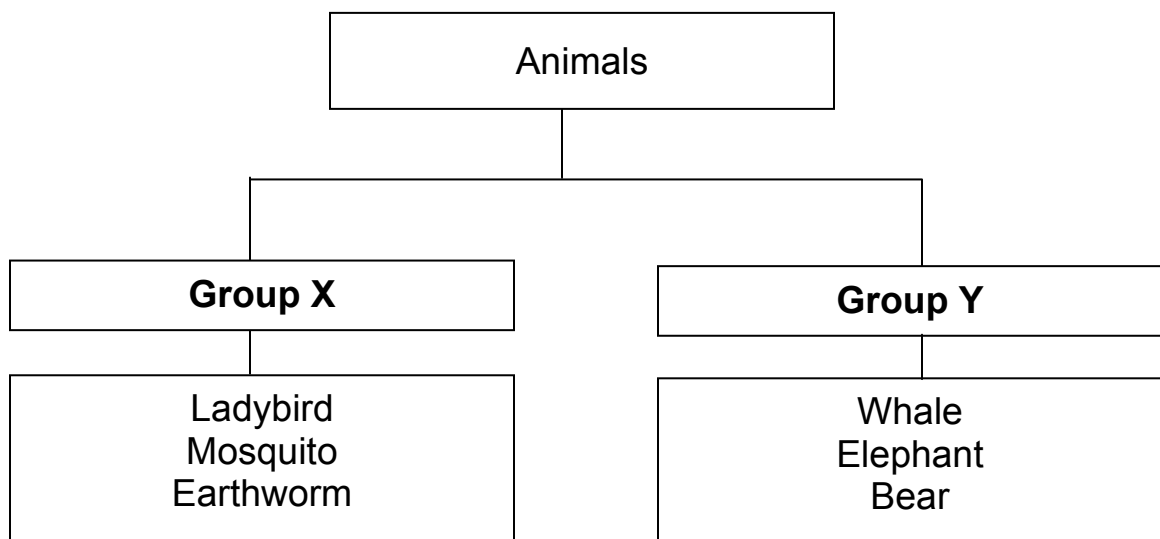 Animals
Group X
Group Y
Ladybird
Mosquito
Earthworm
Whale
Elephant
Bear